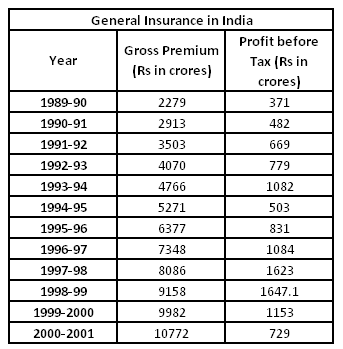 General Insurance in India
Year Gross Premium (Rs in crores) Profit before Tax (Rs in crores)
1989-90 2279 371
1990-91 2913 482
1991-92 3503 669
1992-93 4070 779
1993-94 4766 1082
1994-95 5271 503
1995-96 6377 831
1996-97 7348 1084
1997-98 8086 1623
1998-99 9158 1647.1
1999-2000 9982 1153
2000-2001 10772 729